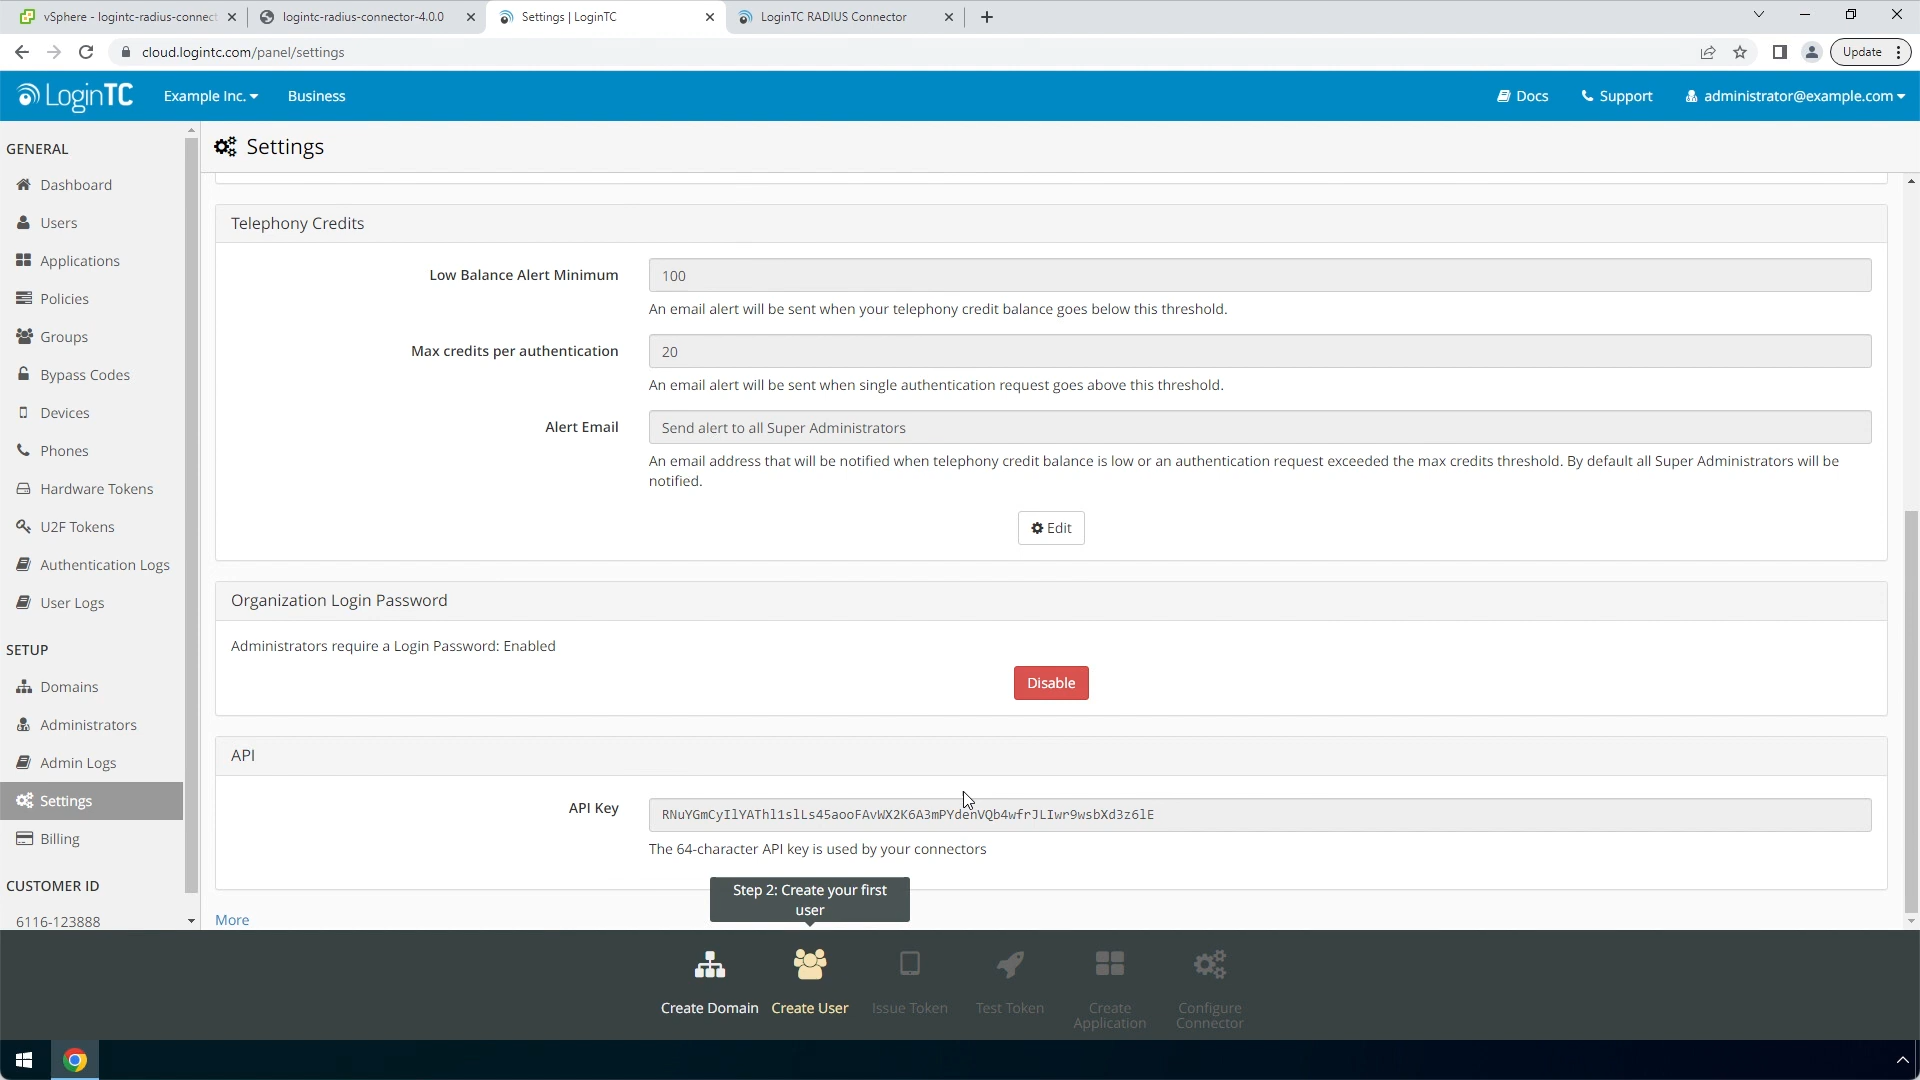 vSphere - logintc-radius-connect
logintc-radius-connector-4.0.0
Settings | LoginTC
LoginTC RADIUS Connector
cloud.logintc.com/panel/settings
Update
LoginTC
Example Inc.
Business
Docs
Support
administrator@example.com
GENERAL
Dashboard
Users
Applications
Policies
Groups
Bypass Codes
Devices
Phones
Hardware Tokens
U2F Tokens
Authentication Logs
User Logs
SETUP
Domains
Administrators
Admin Logs
Settings
Billing
CUSTOMER ID
6116-123888
Settings
Telephony Credits
Low Balance Alert Minimum
100
An email alert will be sent when your telephony credit balance goes below this threshold.
Max credits per authentication
20
An email alert will be sent when single authentication request goes above this threshold.
Alert Email
Send alert to all Super Administrators
An email address that will be notified when telephony credit balance is low or an authentication request exceeded the max credits threshold. By default all Super Administrators will be
notified.
Edit
Organization Login Password
Administrators require a Login Password: Enabled
Disable
API
API Key
RNuYGmCyIlYAThl1slLs45aooFAvWX2K6A3mPYdenVQb4wfrJLIwr9wsbXd3z6lE
The 64-character API key is used by your connectors
More
Step 2: Create your first
user
Create Domain
Create User
Issue Token
Test Token
Create
Application
Configure
Connector